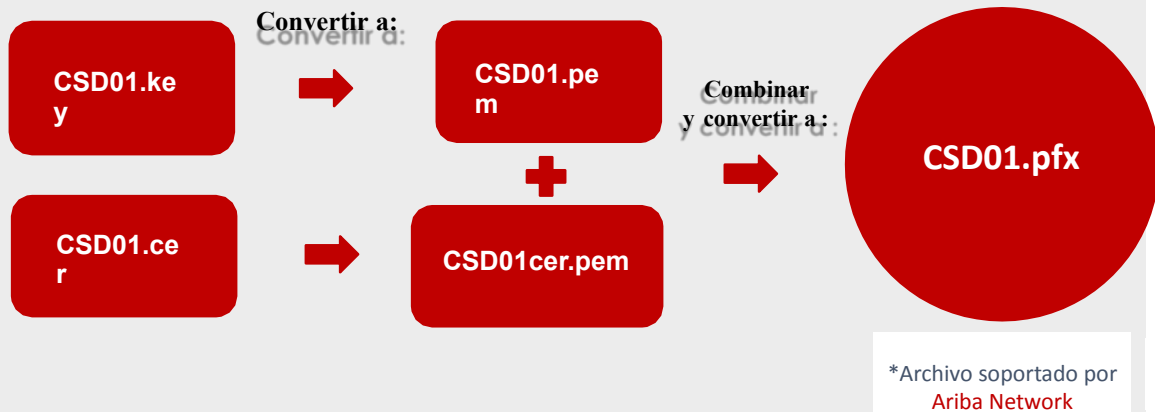 Convertir a:
CSD01.ke
y
CSD01.pe
m
Combinar
y convertir a :
CSD01.pfx
CSD01.ce
r
CSD01cer.pem
*Archivo soportado por
Ariba Network